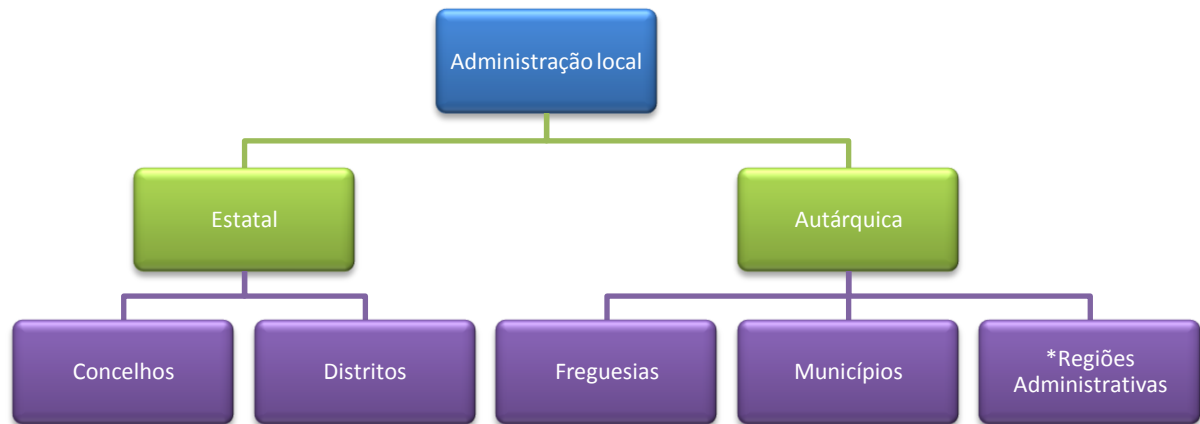 Administração local
Estatal
Autárquica
Concelhos
Distritos
Freguesias
Municípios
*Regiões
Administrativas